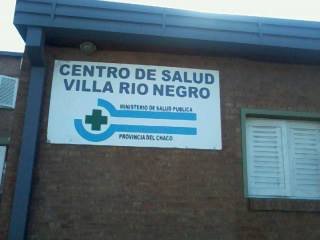 CENTRO DE SALUD
VILLA RIO NEGRO
MINISTERIO DE SALUD PUBLICA
PROVINCIA DEL CHACO